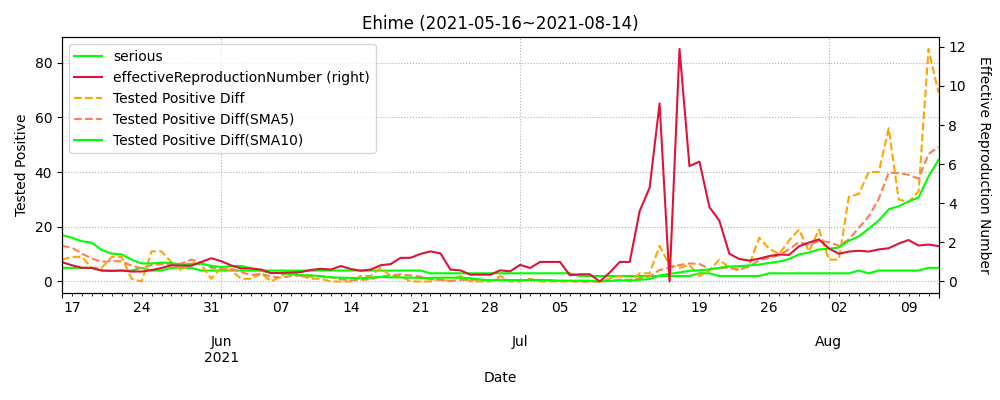 Ehime (2021-05-16~2021-08-14)
serious
effectiveReproductionNumber (right)
Tested Positive Diff
Tested Positive Diff(SMA5)
Tested Positive Diff(SMA10)
Tested Positive
80
60
40
20
0
Effective Reproduction Number
12
10
8
6
4
2
0
17 24 31 07 14 21 28 05 12 19 26 02 09
Jun Jul Aug
2021
Date